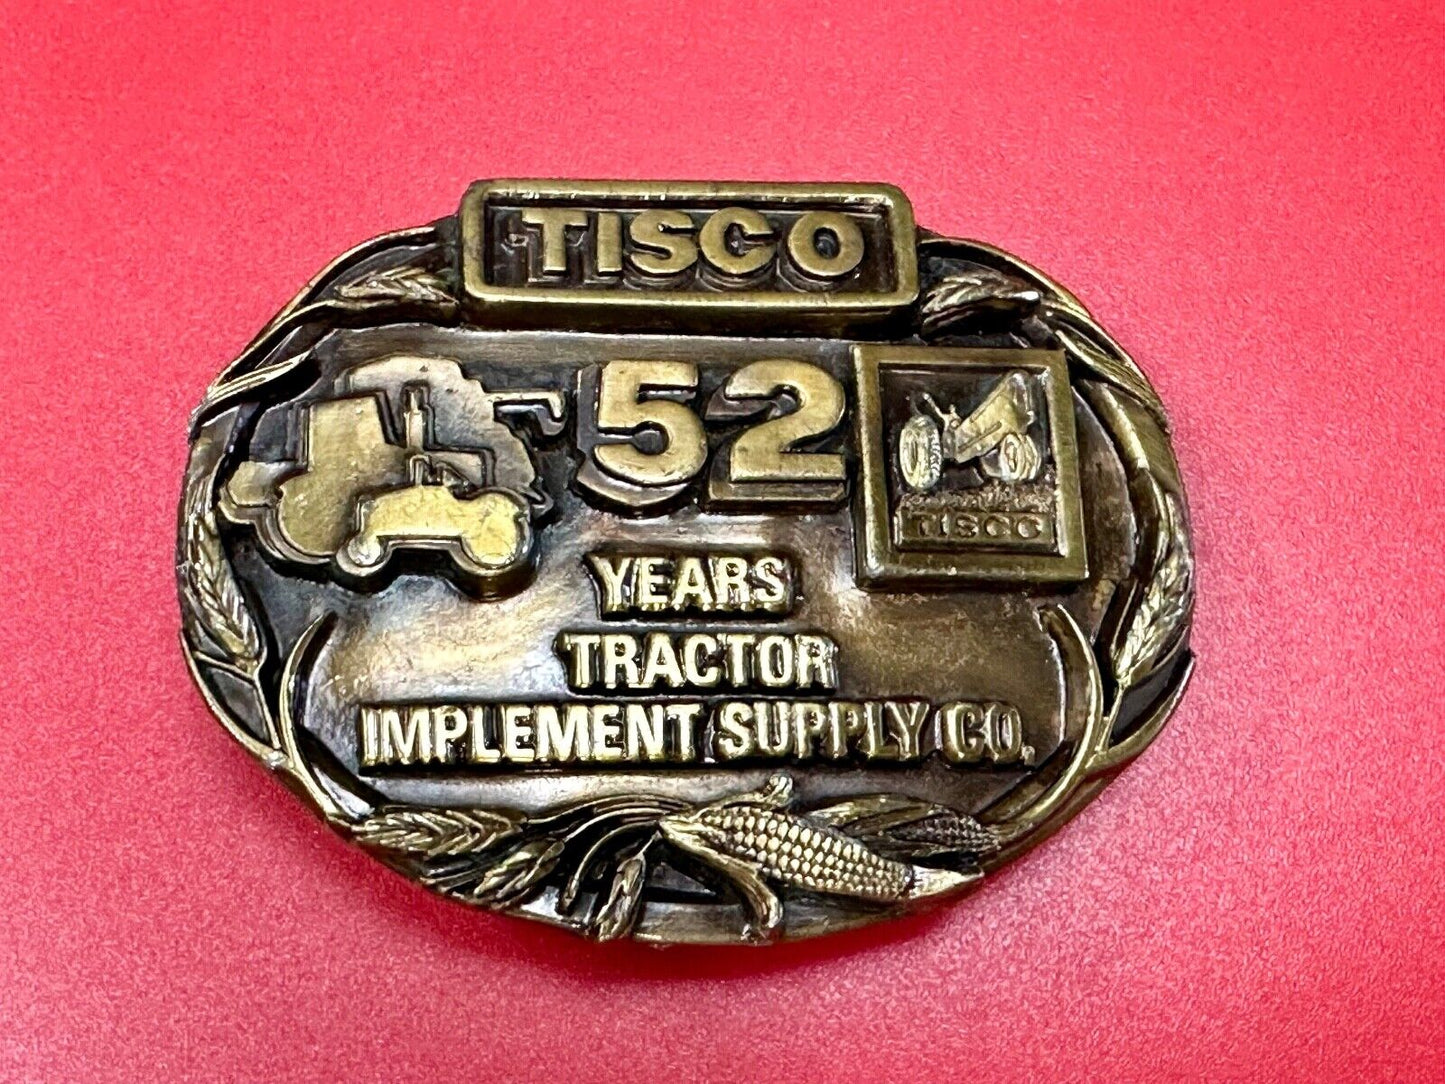 TISCO
52
TISCO
YEARS
TRACTOR
IMPLEMENT SUPPLY CO.